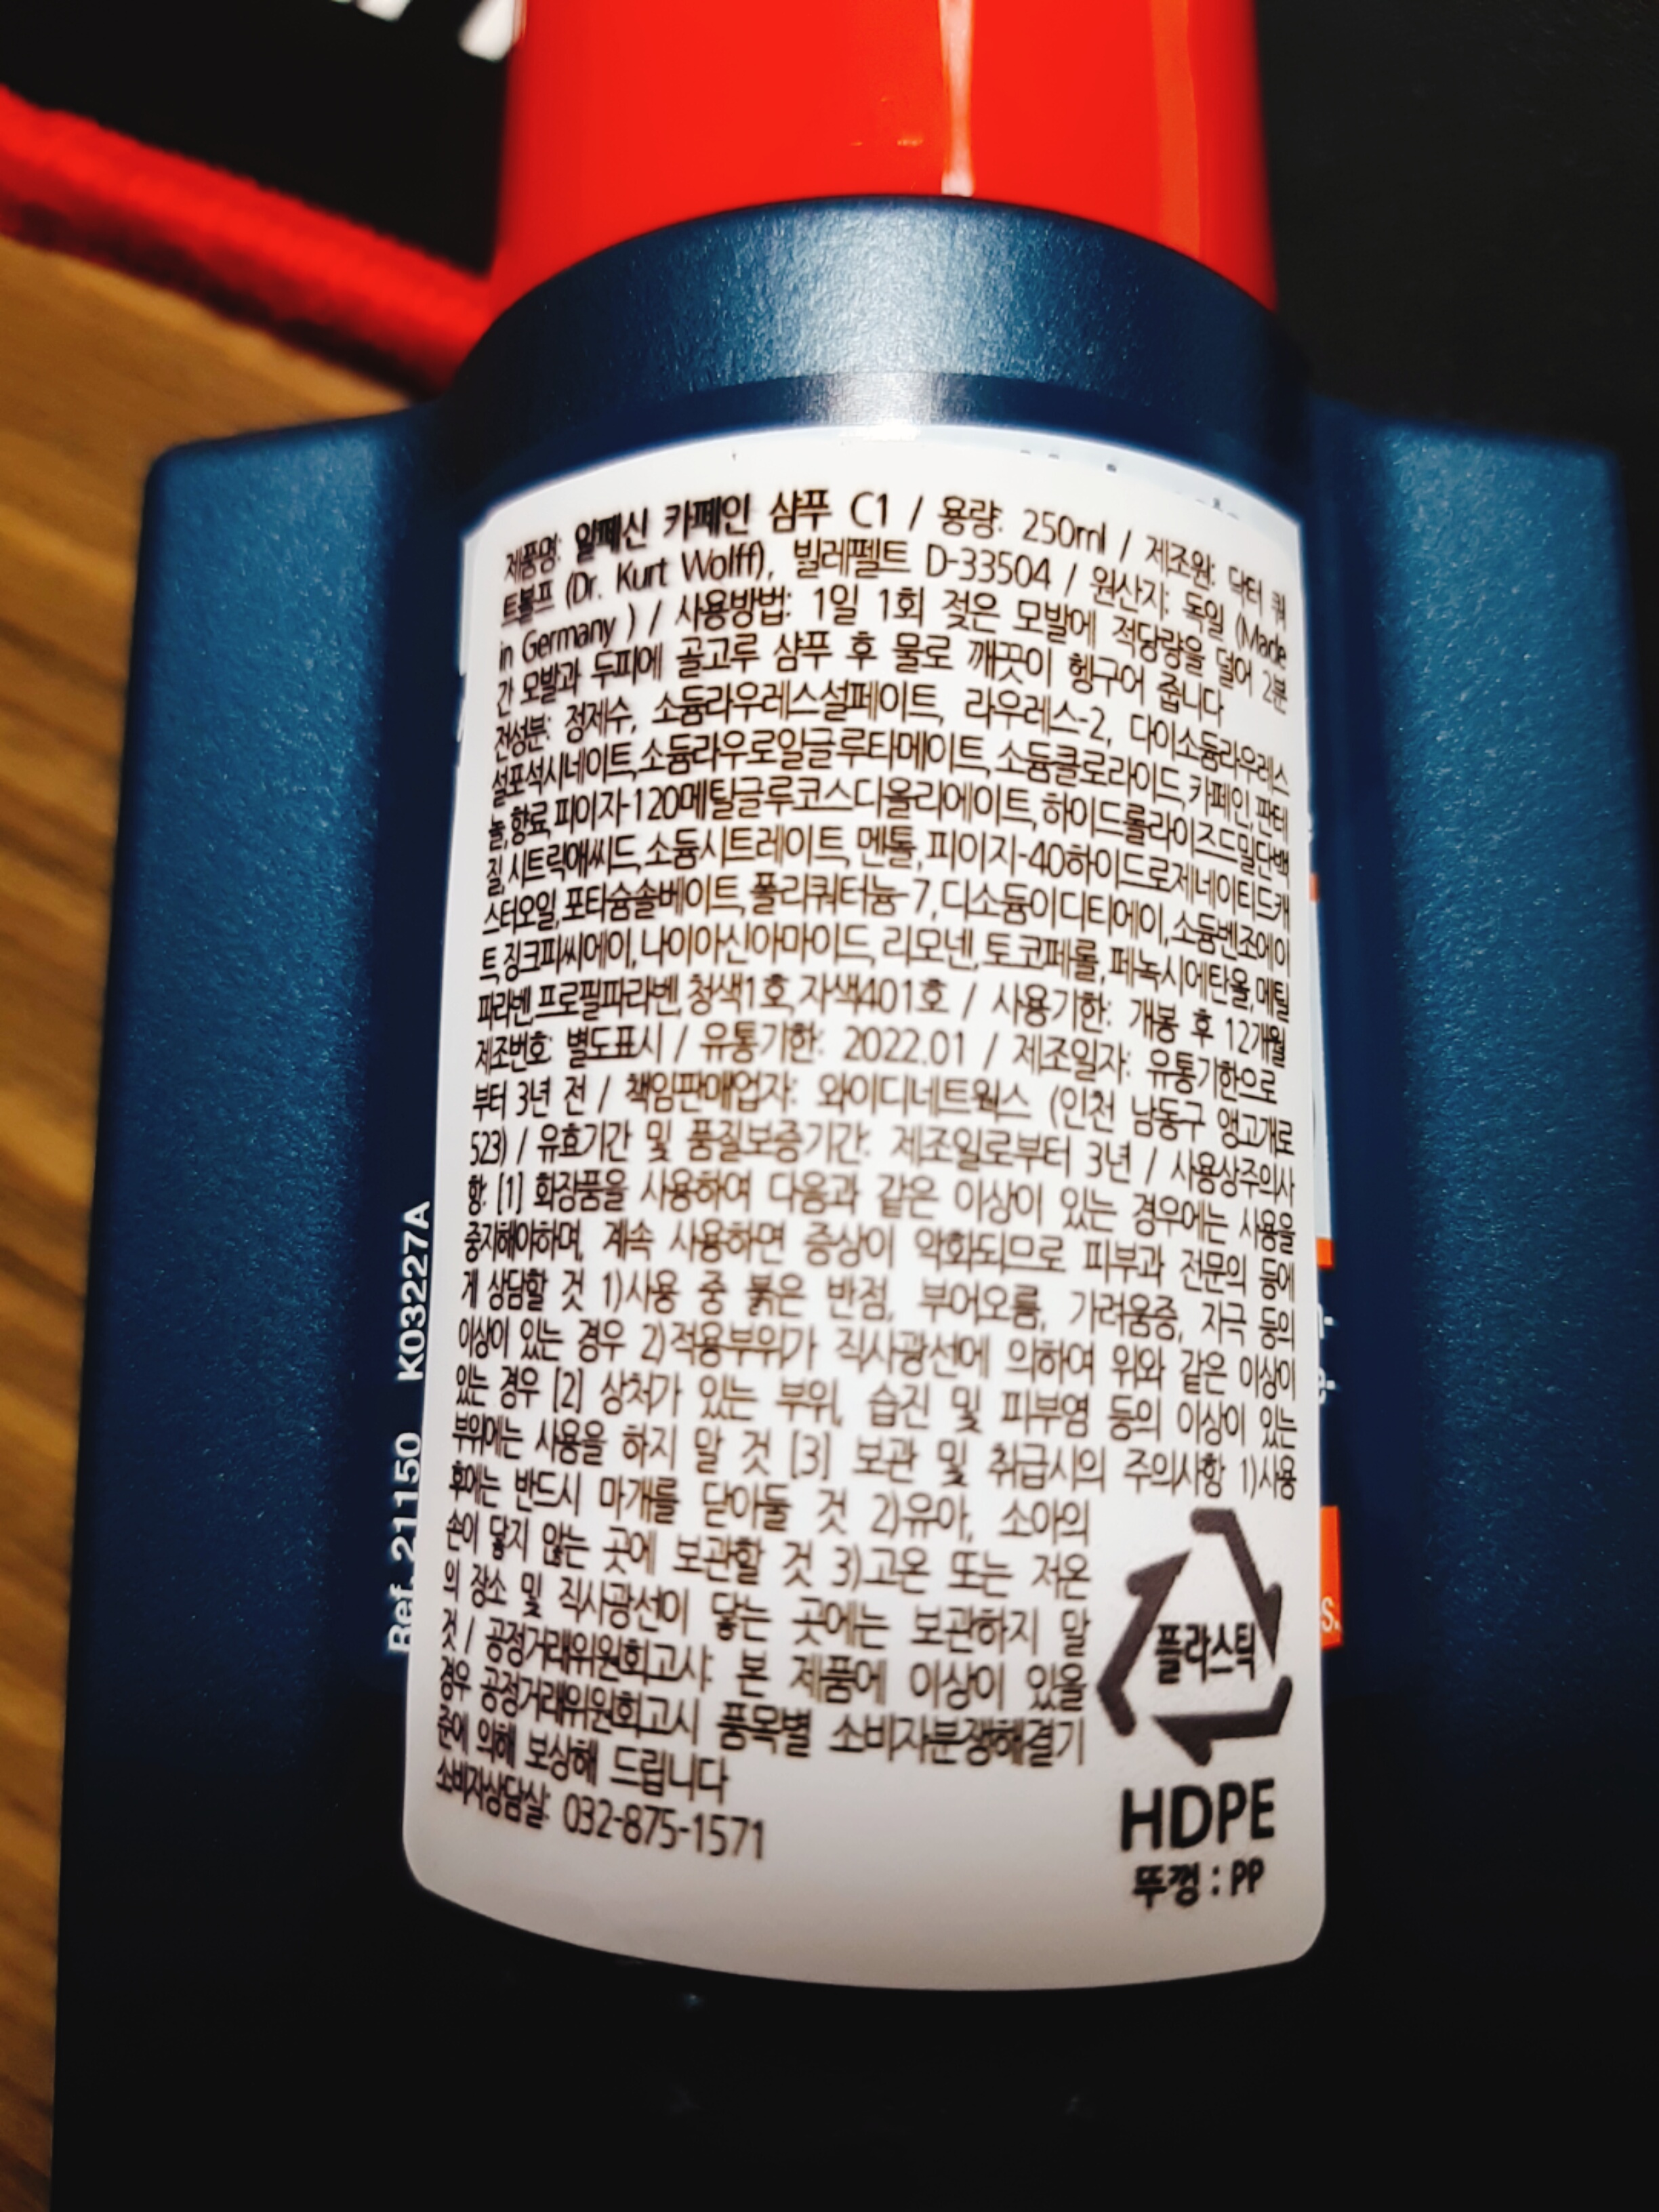 제품명: 알페신 카페인 샴푸 C1 / 용량: 250ml / 제조원: 닥터 쿼
트볼프 (Dr. Kurt Wolff), 빌레펠트 D-33504 / 원산지: 독일 (Made
in Germany ) / 사용방법: 1일 1회 젖은 모발에 적당량을 덜어 2분
간 모발과 두피에 골고루 샴푸 후 물로 깨끗이 헹구어 줍니다
전성분: 정제수, 소듐라우레스설페이트, 라우레스-2, 다이소듐라우레스
설포석시네이트,소듐라우로일글루타메이트,소듐클로라이드,카페인,판테
놀,향료,피이지-120메틸글루코스디올리에이트,하이드롤라이즈드밀단백
질,시트릭애씨드,소듐시트레이트,멘톨,피이지-40하이드로제네이티드캐
스터오일,포타슘솔베이트,폴리쿼터늄-7,디소듐이디티에이,소듐벤조에이
트,징크피씨에이,나이아신아마이드,리모넨,토코페롤,페녹시에탄올,메틸
파라벤,프로필파라벤,청색1호,자색401호 / 사용기한: 개봉 후 12개월
제조번호: 별도표시 / 유통기한: 2022.01 / 제조일자: 유통기한으로
부터 3년 전 / 책임판매업자: 와이디네트웍스 (인천 남동구 앵고개로
523) / 유효기간 및 품질보증기간: 제조일로부터 3년 / 사용상주의사
항: [1] 화장품을 사용하여 다음과 같은 이상이 있는 경우에는 사용을
중지해야하며, 계속 사용하면 증상이 악화되므로 피부과 전문의 등에
게 상담할 것 1)사용 중 붉은 반점, 부어오름, 가려움증, 자극 등의
이상이 있는 경우 2)적용부위가 직사광선에 의하여 위와 같은 이상이
있는 경우 [2] 상처가 있는 부위, 습진 및 피부염 등의 이상이 있는
부위에는 사용을 하지 말 것 [3] 보관 및 취급시의 주의사항 1)사용
후에는 반드시 마개를 닫아둘 것 2)유아, 소아의
손이 닿지 않는 곳에 보관할 것 3)고온 또는 저온
의 장소 및 직사광선이 닿는 곳에는 보관하지 말
것 / 공정거래위원회고시: 본 제품에 이상이 있을
경우 공정거래위원회고시 품목별 소비자분쟁해결기
준에 의해 보상해 드립니다
소비자상담실: 032-875-1571
플라스틱
HDPE
뚜껑 : PP
Ref. 21150 K03227A